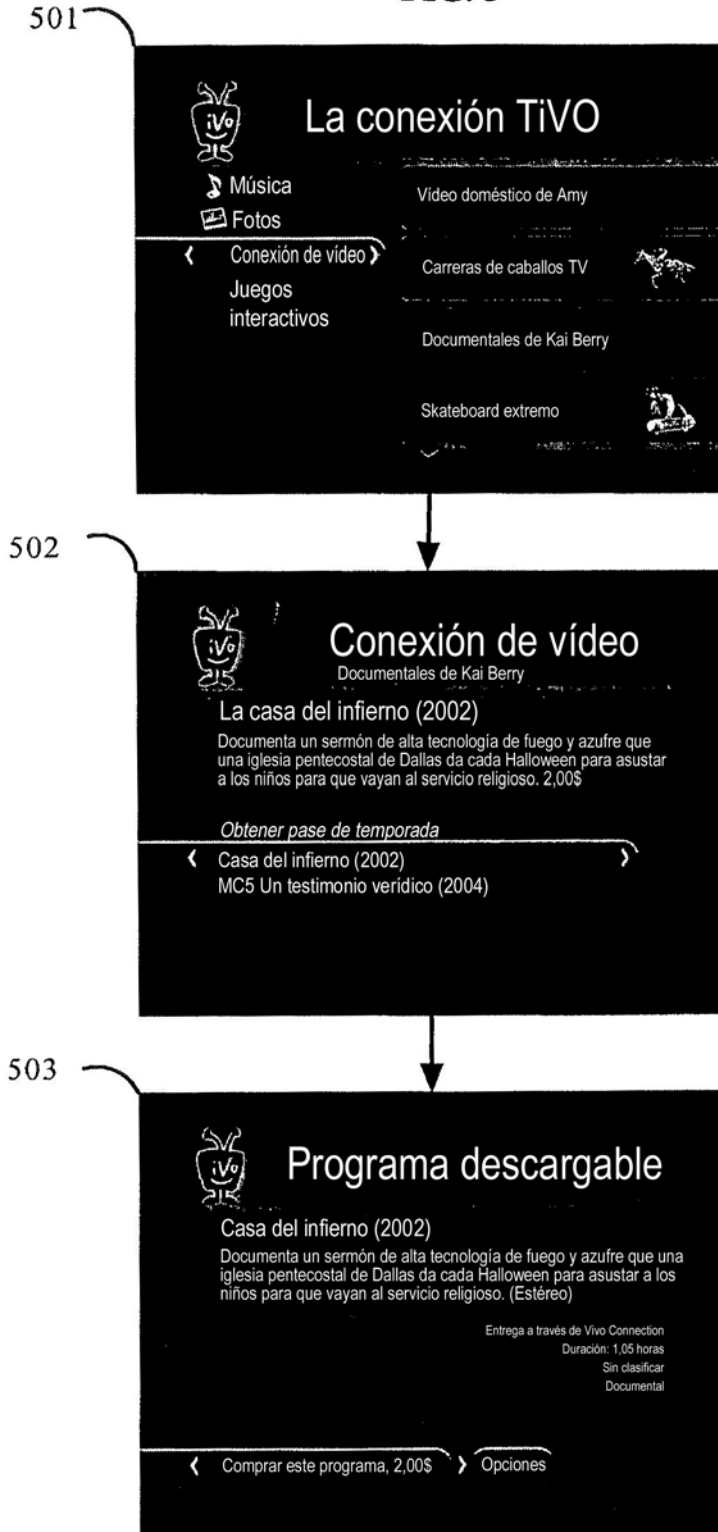 501
La conexión TiVO
iVo
Música
Fotos
Conexión de vídeo
Juegos
interactivos
Vídeo doméstico de Amy
Carreras de caballos TV
Documentales de Kai Berry
Skateboard extremo
502
iVo
Conexión de vídeo
Documentales de Kai Berry
La casa del infierno (2002)
Documenta un sermón de alta tecnología de fuego y azufre que
una iglesia pentecostal de Dallas da cada Halloween para asustar
a los niños para que vayan al servicio religioso. 2,00$
Obtener pase de temporada
Casa del infierno (2002)
MC5 Un testimonio verídico (2004)
503
iVo
Programa descargable
Casa del infierno (2002)
Documenta un sermón de alta tecnología de fuego y azufre que una
iglesia pentecostal de Dallas da cada Halloween para asustar a los
niños para que vayan al servicio religioso. (Estéreo)
Entrega a través de Vivo Connection
Duración: 1,05 horas
Sin clasificar
Documental
Comprar este programa, 2,00$
Opciones